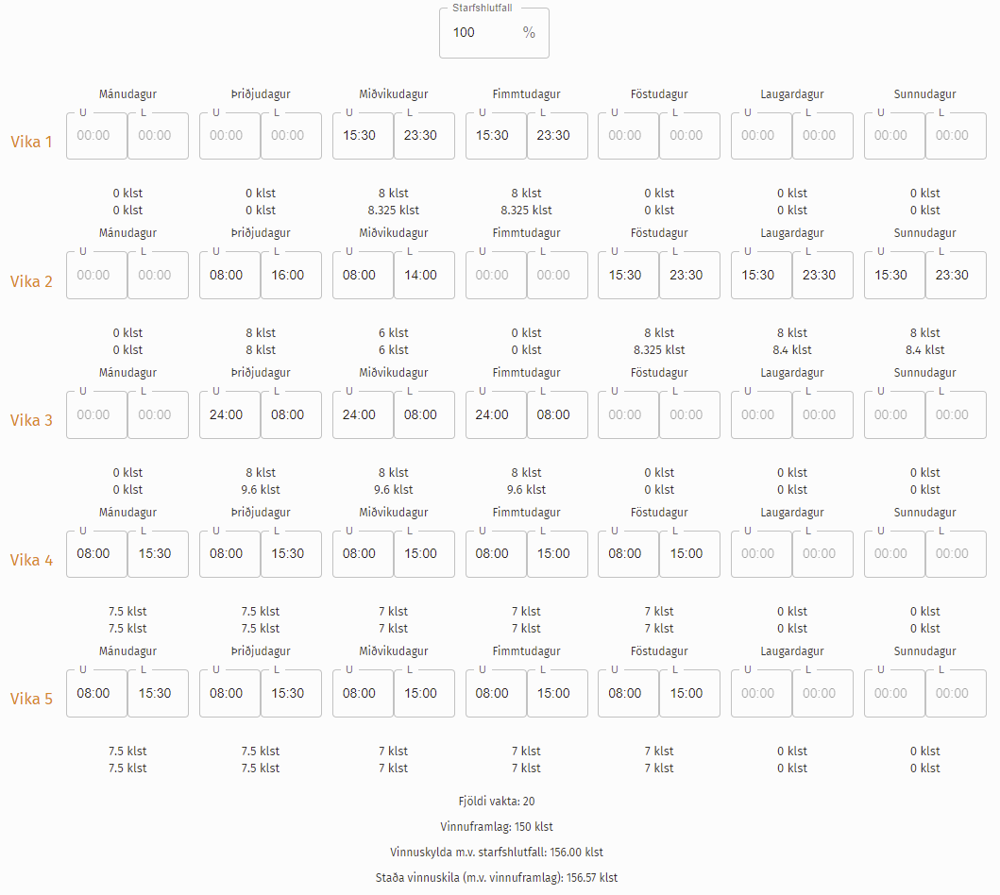 Starfshlutfall
100 %
Mánudagur Þriðjudagur Miðvikudagur Fimmtudagur Föstudagur Laugardagur Sunnudagur
U L U L U L U L U L U L U L
Vika 1 00:00 00:00 00:00 00:00 15:30 23:30 15:30 23:30 00:00 00:00 00:00 00:00 00:00 00:00
0 klst 0 klst 8 klst 8 klst 0 klst 0 klst 0 klst
0 klst 0 klst 8.325 klst 8.325 klst 0 klst 0 klst 0 klst
Mánudagur Þriðjudagur Miðvikudagur Fimmtudagur Föstudagur Laugardagur Sunnudagur
U L U L U L U L U L U L U L
Vika 2 00:00 00:00 08:00 16:00 08:00 14:00 00:00 00:00 15:30 23:30 15:30 23:30 15:30 23:30
0 klst 8 klst 6 klst 0 klst 8 klst 8 klst 8 klst
0 klst 8 klst 6 klst 0 klst 8.325 klst 8.4 klst 8.4 klst
Mánudagur Þriðjudagur Miðvikudagur Fimmtudagur Föstudagur Laugardagur Sunnudagur
U L U L U L U L U L U L U L
Vika 3 00:00 00:00 24:00 08:00 24:00 08:00 24:00 08:00 00:00 00:00 00:00 00:00 00:00 00:00
0 klst 8 klst 8 klst 8 klst 0 klst 0 klst 0 klst
0 klst 9.6 klst 9.6 klst 9.6 klst 0 klst 0 klst 0 klst
Mánudagur Þriðjudagur Miðvikudagur Fimmtudagur Föstudagur Laugardagur Sunnudagur
U L U L U L U L U L U L U L
Vika 4 08:00 15:30 08:00 15:30 08:00 15:00 08:00 15:00 08:00 15:00 00:00 00:00 00:00 00:00
7.5 klst 7.5 klst 7 klst 7 klst 7 klst 0 klst 0 klst
7.5 klst 7.5 klst 7 klst 7 klst 7 klst 0 klst 0 klst
Mánudagur Þriðjudagur Miðvikudagur Fimmtudagur Föstudagur Laugardagur Sunnudagur
U L U L U L U L U L U L U L
Vika 5 08:00 15:30 08:00 15:30 08:00 15:00 08:00 15:00 08:00 15:00 00:00 00:00 00:00 00:00
7.5 klst 7.5 klst 7 klst 7 klst 7 klst 0 klst 0 klst
7.5 klst 7.5 klst 7 klst 7 klst 7 klst 0 klst 0 klst
Fjöldi vakta: 20
Vinnuframlag: 150 klst
Vinnuskylda m.v. starfshlutfall: 156.00 klst
Staða vinnuskila (m.v. vinnuframlag): 156.57 klst